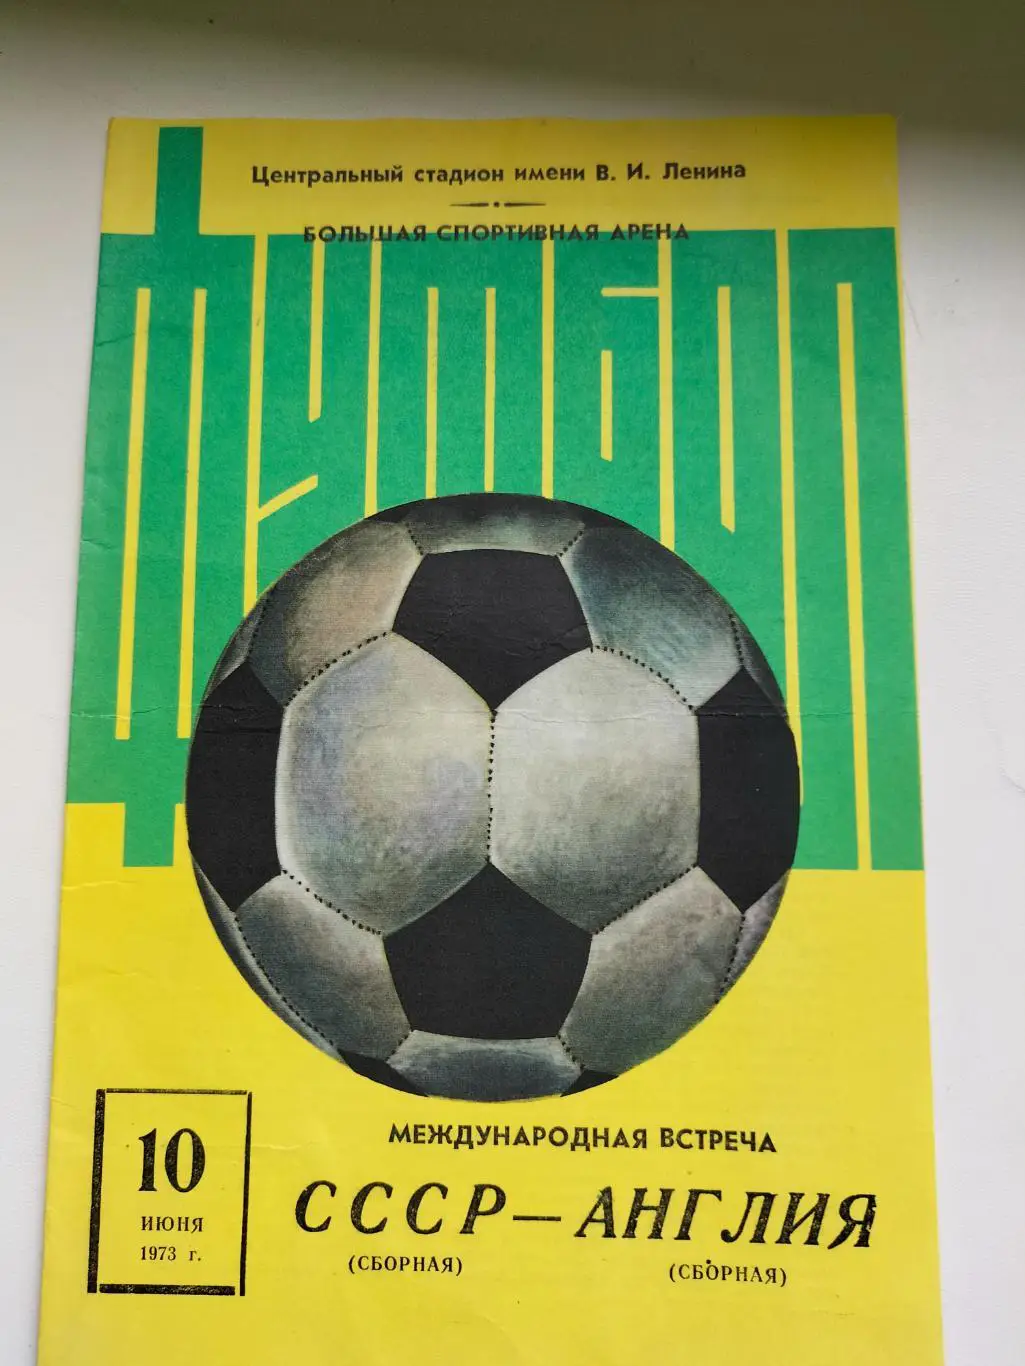 Центральный стадион имени В. И. Ленина
БОЛЬШАЯ СПОРТИВНАЯ АРЕНА
ФУТБОЛ
10
ИЮНЯ
1973 г.
МЕЖДУНАРОДНАЯ ВСТРЕЧА
СССР—АНГЛИЯ
(СБОРНАЯ) (СБОРНАЯ)